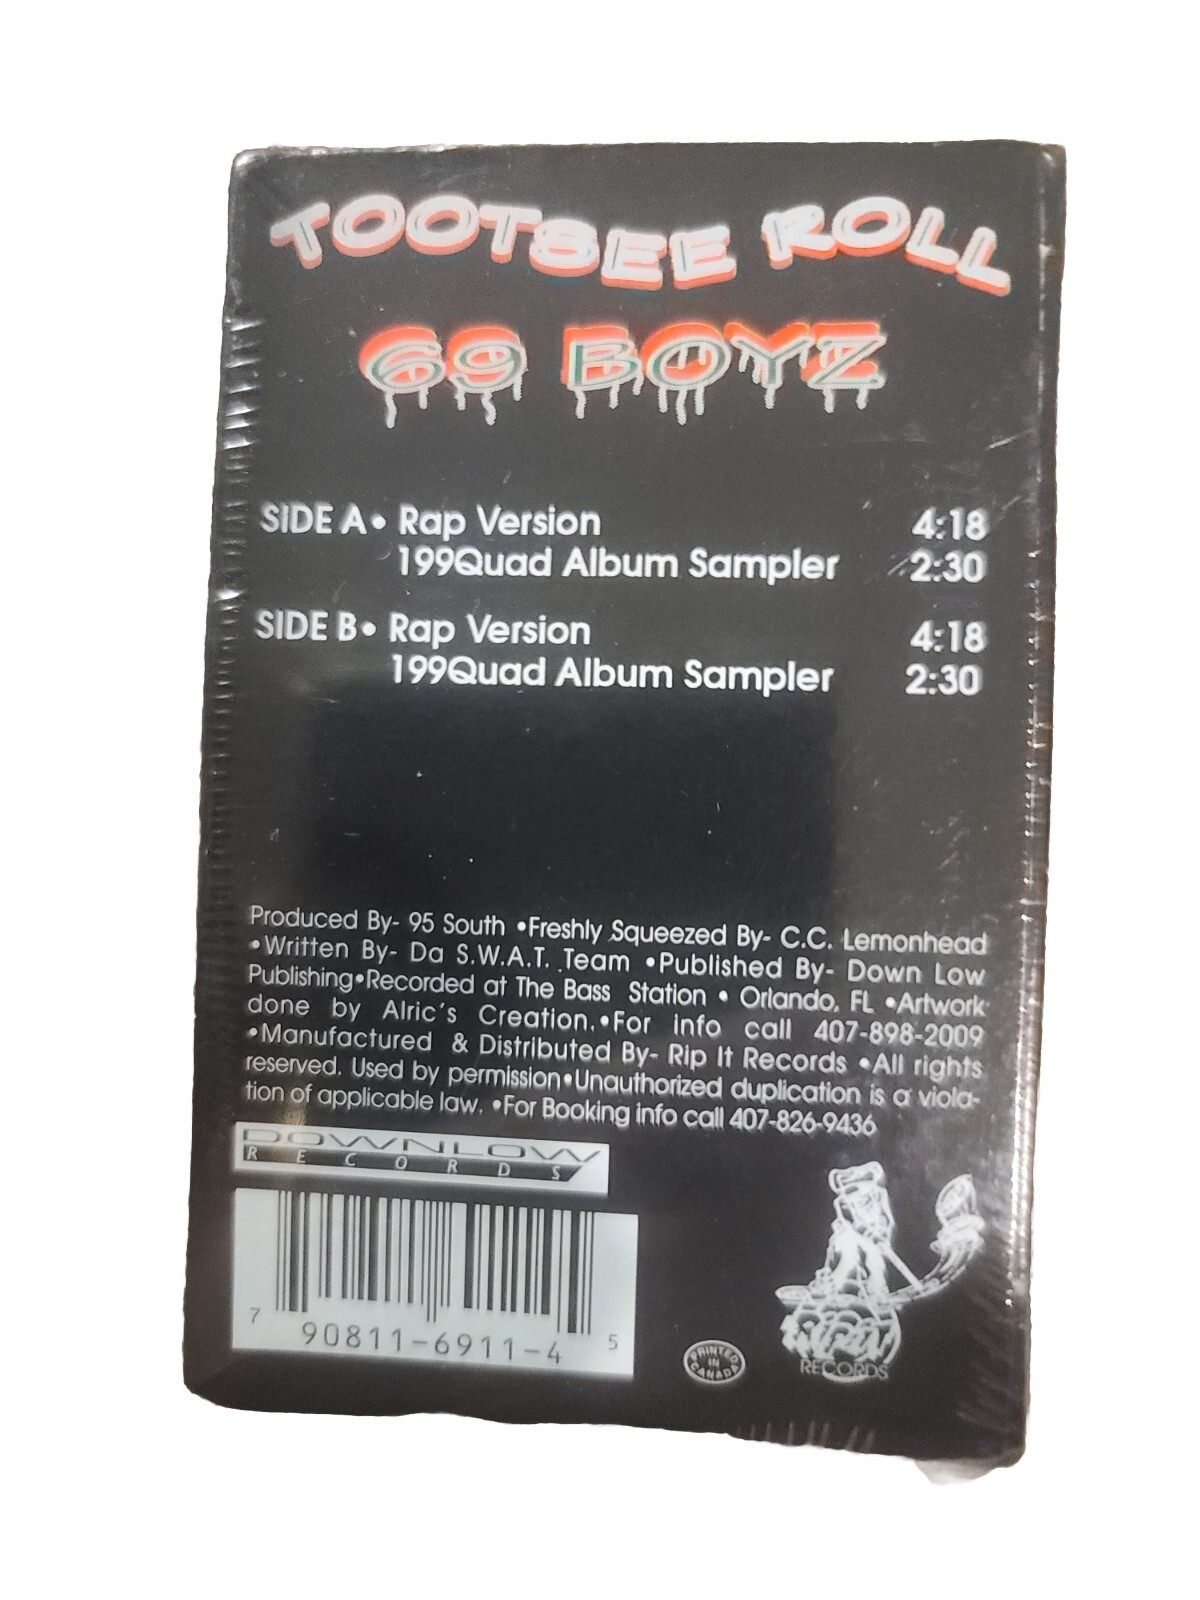 TOOTSEE ROLL
69 BOYZ
SIDE A• Rap Version 4:18
199Quad Album Sampler 2:30
SIDE B• Rap Version 4:18
199Quad Album Sampler 2:30
Produced By- 95 South •Freshly Squeezed By- C.C. Lemonhead
•Written By- Da S.W.A.T. Team •Published By- Down Low
Publishing•Recorded at The Bass Station • Orlando, FL •Artwork
done by Alric's Creation.•For info call 407-898-2009
•Manufactured & Distributed By- Rip It Records •All rights
reserved. Used by permission•Unauthorized duplication is a viola-
tion of applicable law. •For Booking info call 407-826-9436
DOWNLOW
RECORDS
7 90811-6911-4 5
PRINTED
IN
CANADA
RECORDS